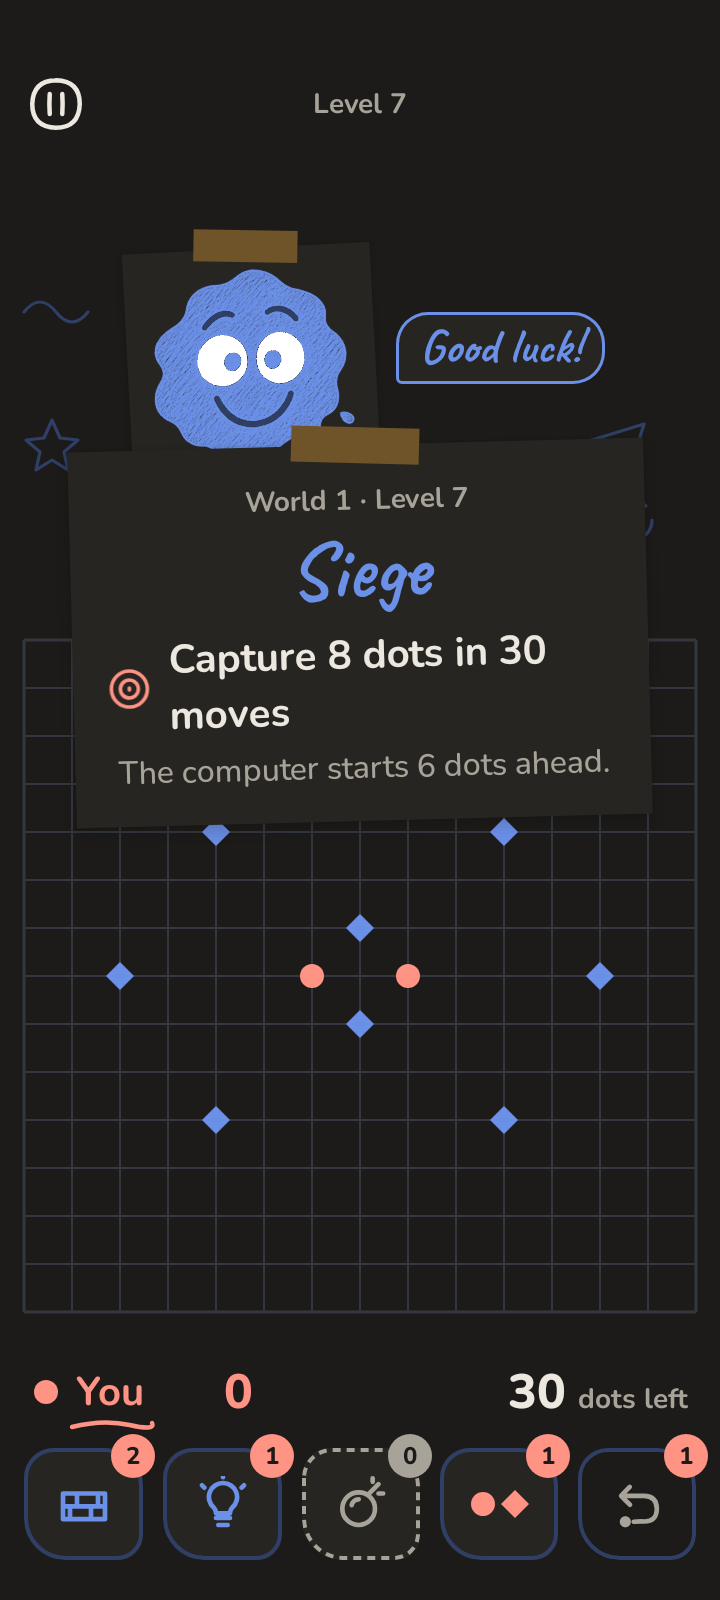 Level 7
Good luck!
World 1 · Level 7
Siege
Capture 8 dots in 30
moves
The computer starts 6 dots ahead.
You 0 30 dots left
2 1 0 1 1